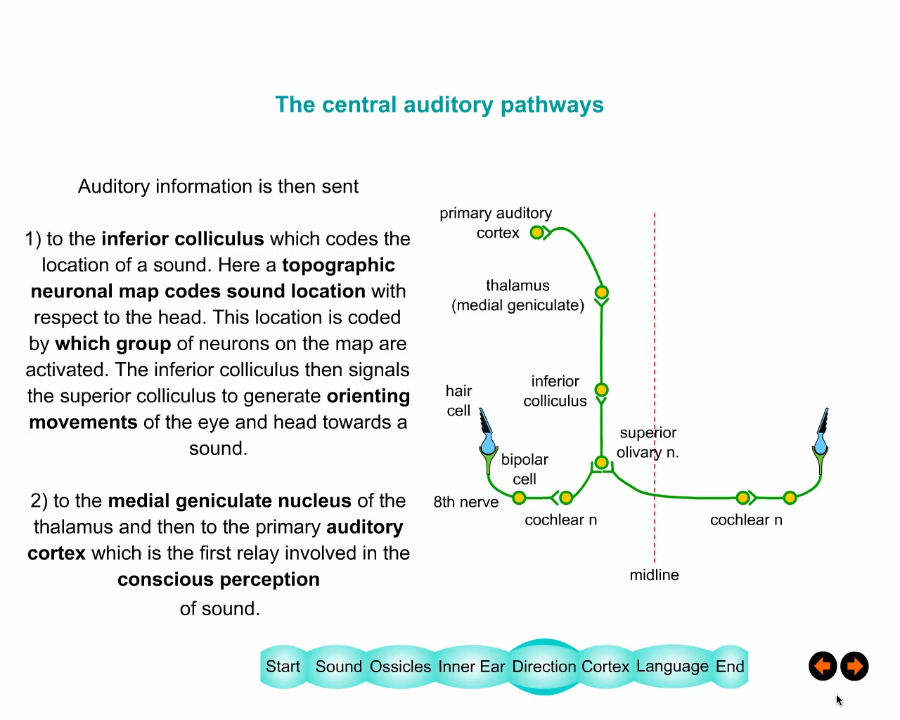 The central auditory pathways
Auditory information is then sent
1) to the inferior colliculus which codes the
location of a sound. Here a topographic
neuronal map codes sound location with
respect to the head. This location is coded
by which group of neurons on the map are
activated. The inferior colliculus then signals
the superior colliculus to generate orienting
movements of the eye and head towards a
sound.
2) to the medial geniculate nucleus of the
thalamus and then to the primary auditory
cortex which is the first relay involved in the
conscious perception
of sound.
primary auditory
cortex
thalamus
(medial geniculate)
inferior
colliculus
hair
cell
superior
olivary n.
bipolar
cell
8th nerve
cochlear n
cochlear n
midline
Start Sound Ossicles Inner Ear Direction Cortex Language End